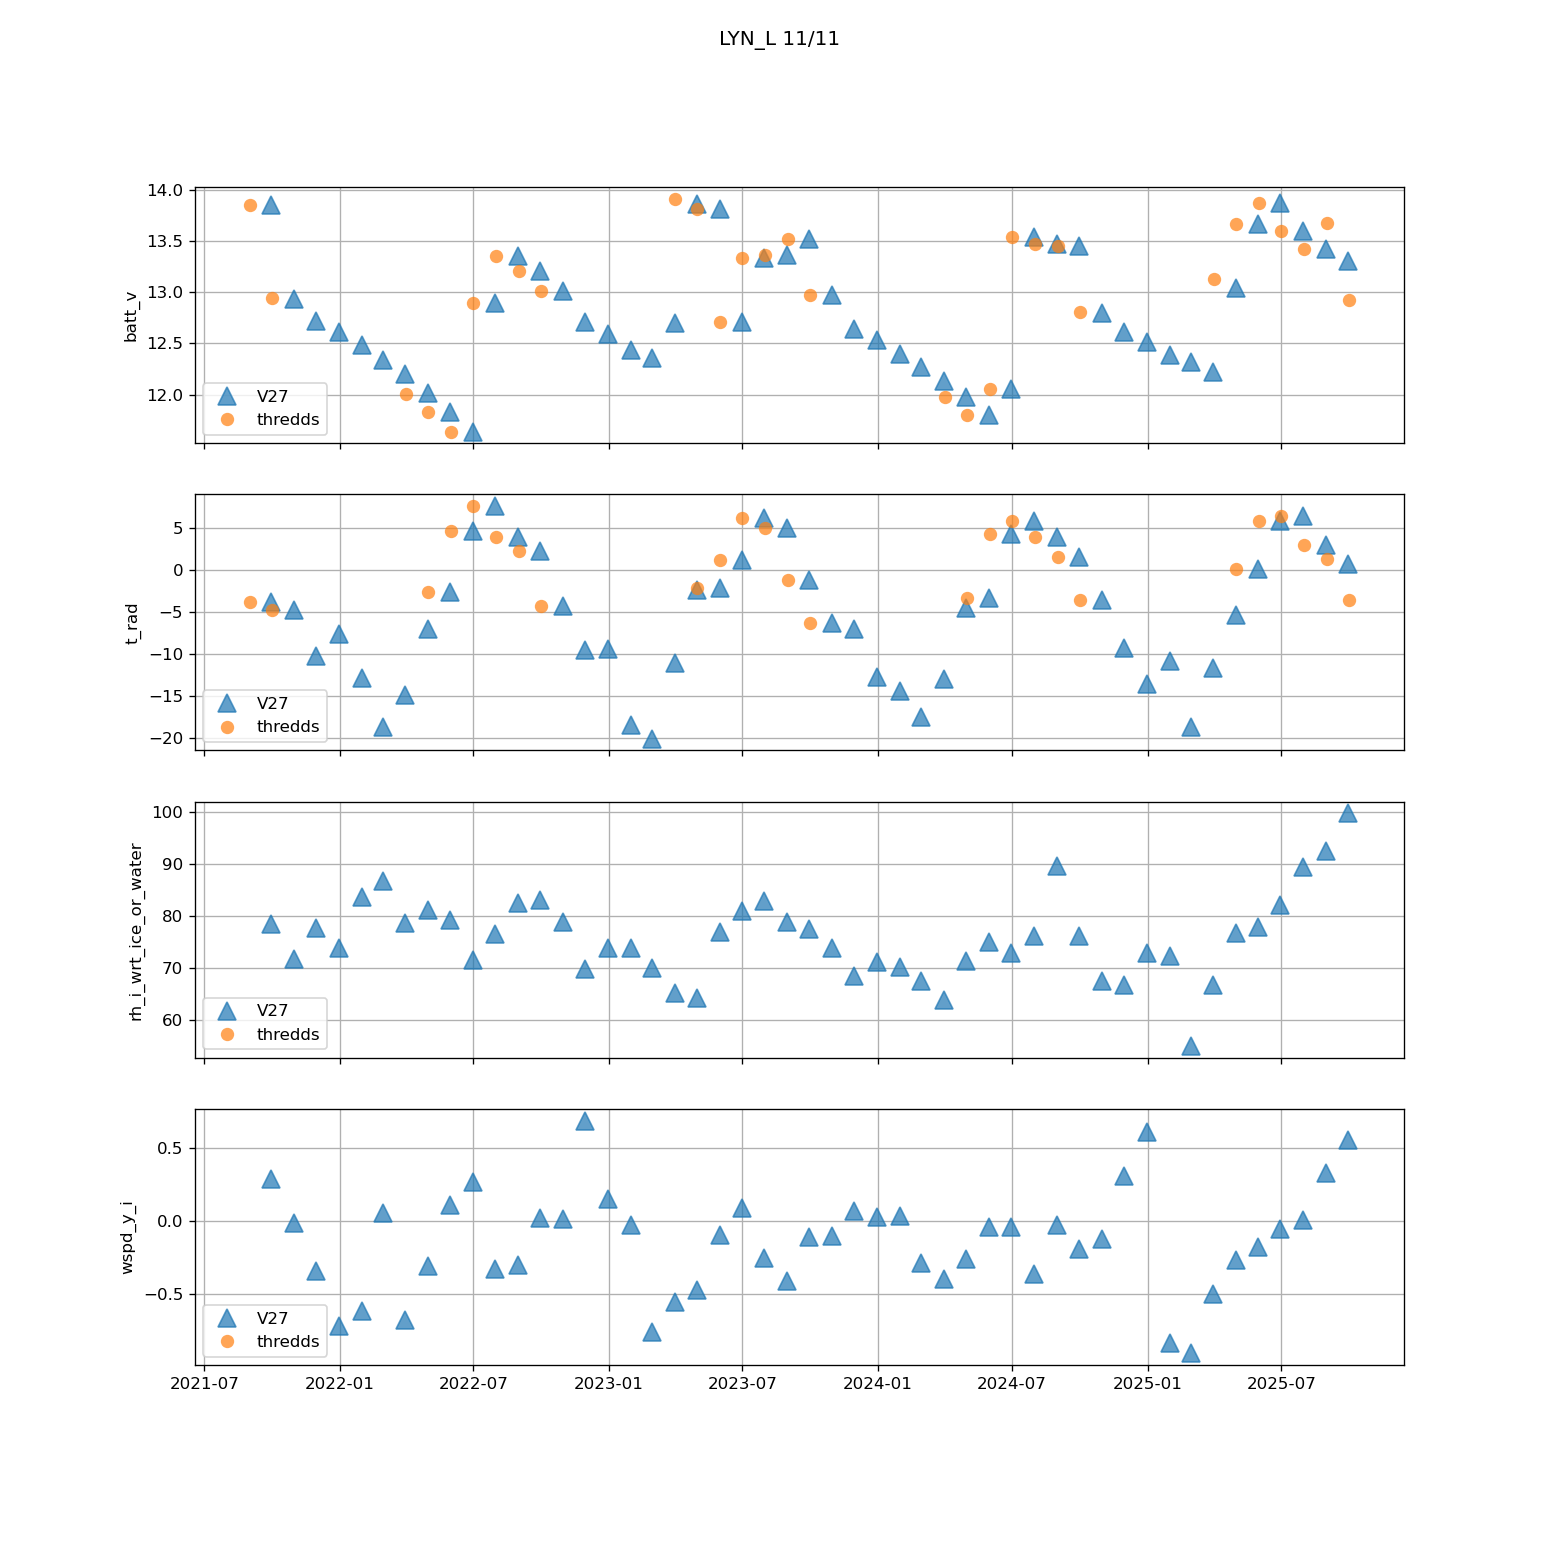 LYN_L 11/11
14.0
13.5
13.0
12.5
12.0
batt_v
V27
thredds
5
0
−5
−10
−15
−20
t_rad
V27
thredds
100
90
80
70
60
rh_i_wrt_ice_or_water
V27
thredds
0.5
0.0
−0.5
wspd_y_i
V27
thredds
2021-07 2022-01 2022-07 2023-01 2023-07 2024-01 2024-07 2025-01 2025-07